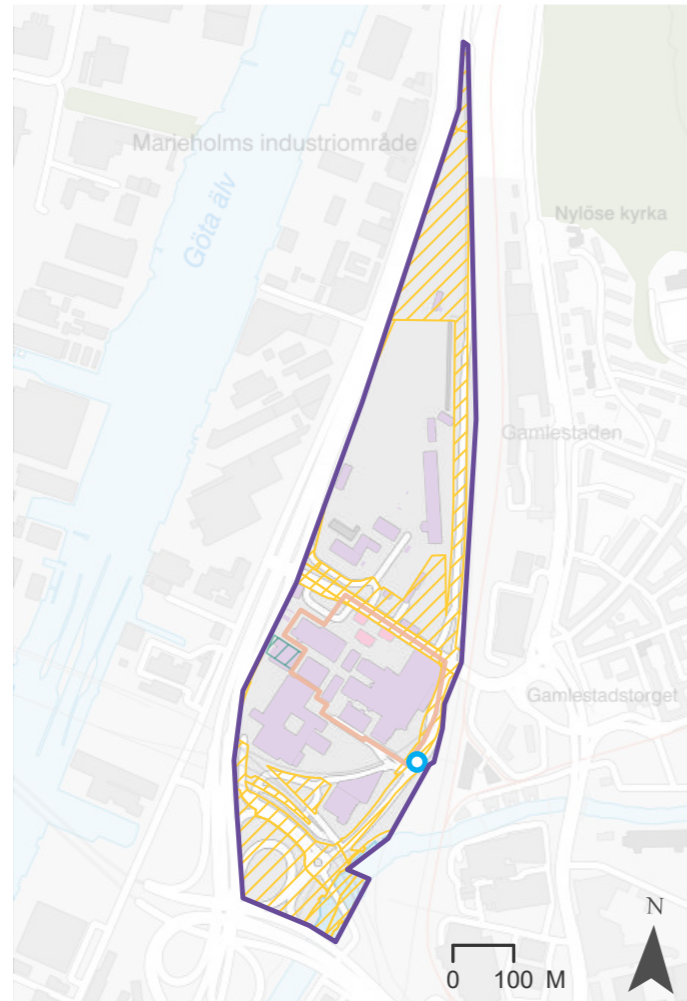 Marieholms industriområde
Göta älv
Nylöse kyrka
Gamlestaden
Gamlestadstorget
N
0 100 M